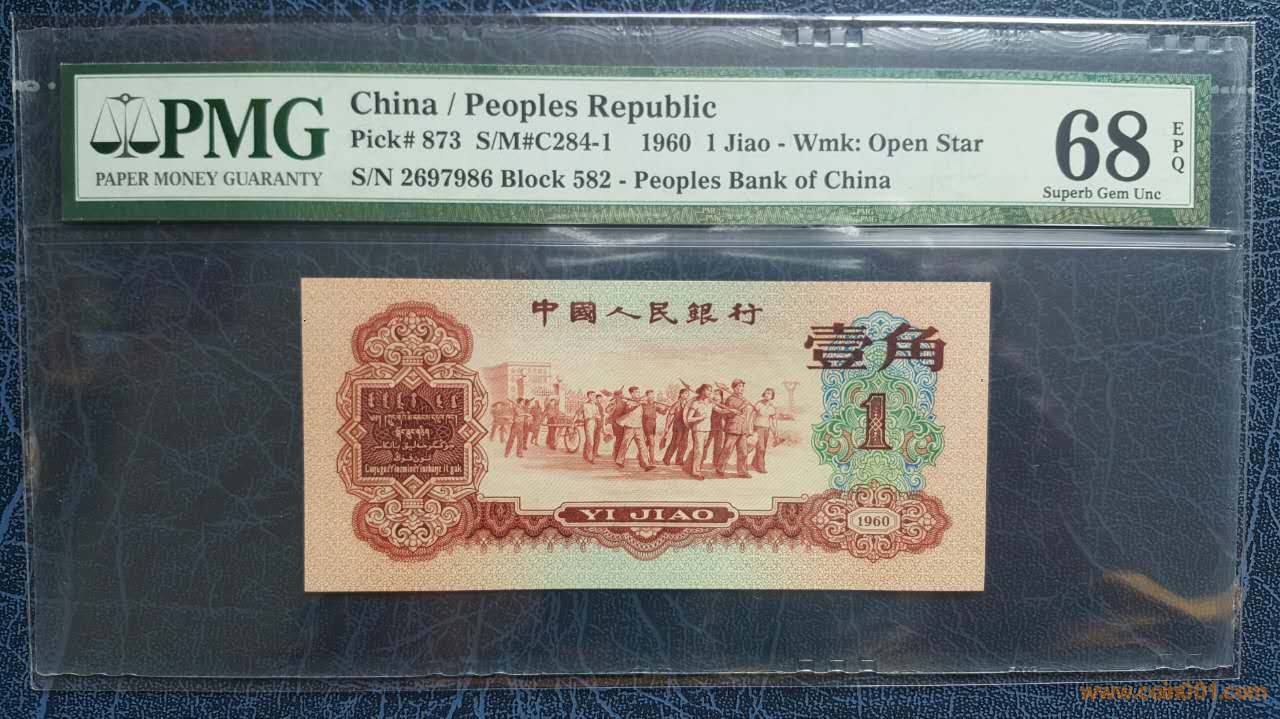 PMG
PAPER MONEY GUARANTY
China / Peoples Republic
Pick# 873 S/M#C284-1 1960 1 Jiao - Wmk: Open Star
S/N 2697986 Block 582 - Peoples Bank of China
68
EPQ
Superb Gem Unc
中國人民銀行
壹角
1
YI JIAO
1960
www.coin001.com